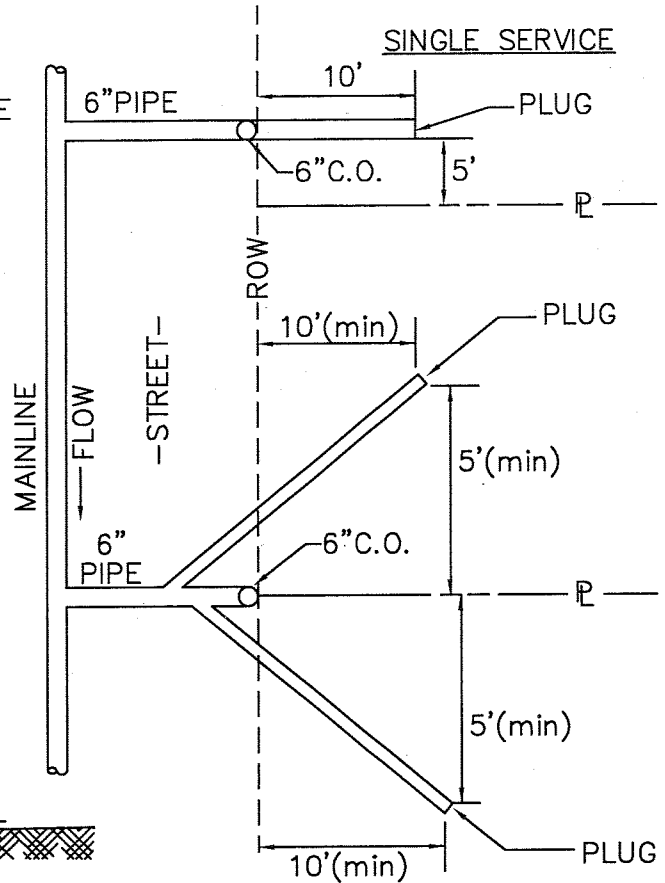 SINGLE SERVICE
10'
6"PIPE
E
PLUG
6"C.O.
5'
PL
ROW
10'(min)
PLUG
-STREET-
MAINLINE
FLOW
5'(min)
6"
PIPE
6"C.O.
PL
5'(min)
10'(min)
PLUG